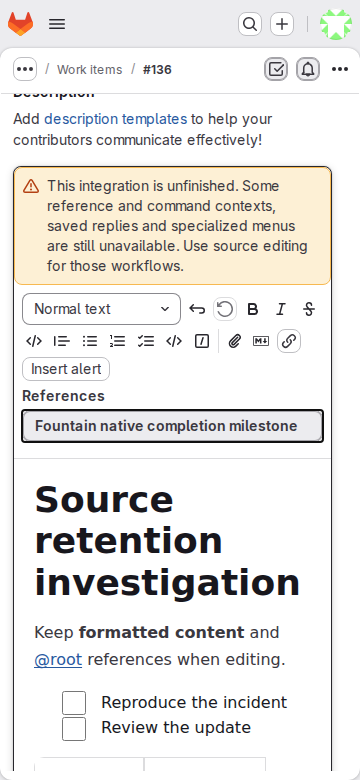 Work items / #136
Description
Add description templates to help your
contributors communicate effectively!
This integration is unfinished. Some
reference and command contexts,
saved replies and specialized menus
are still unavailable. Use source editing
for those workflows.
Normal text
Insert alert
References
Fountain native completion milestone
Source
retention
investigation
Keep formatted content and
@root references when editing.
Reproduce the incident
Review the update